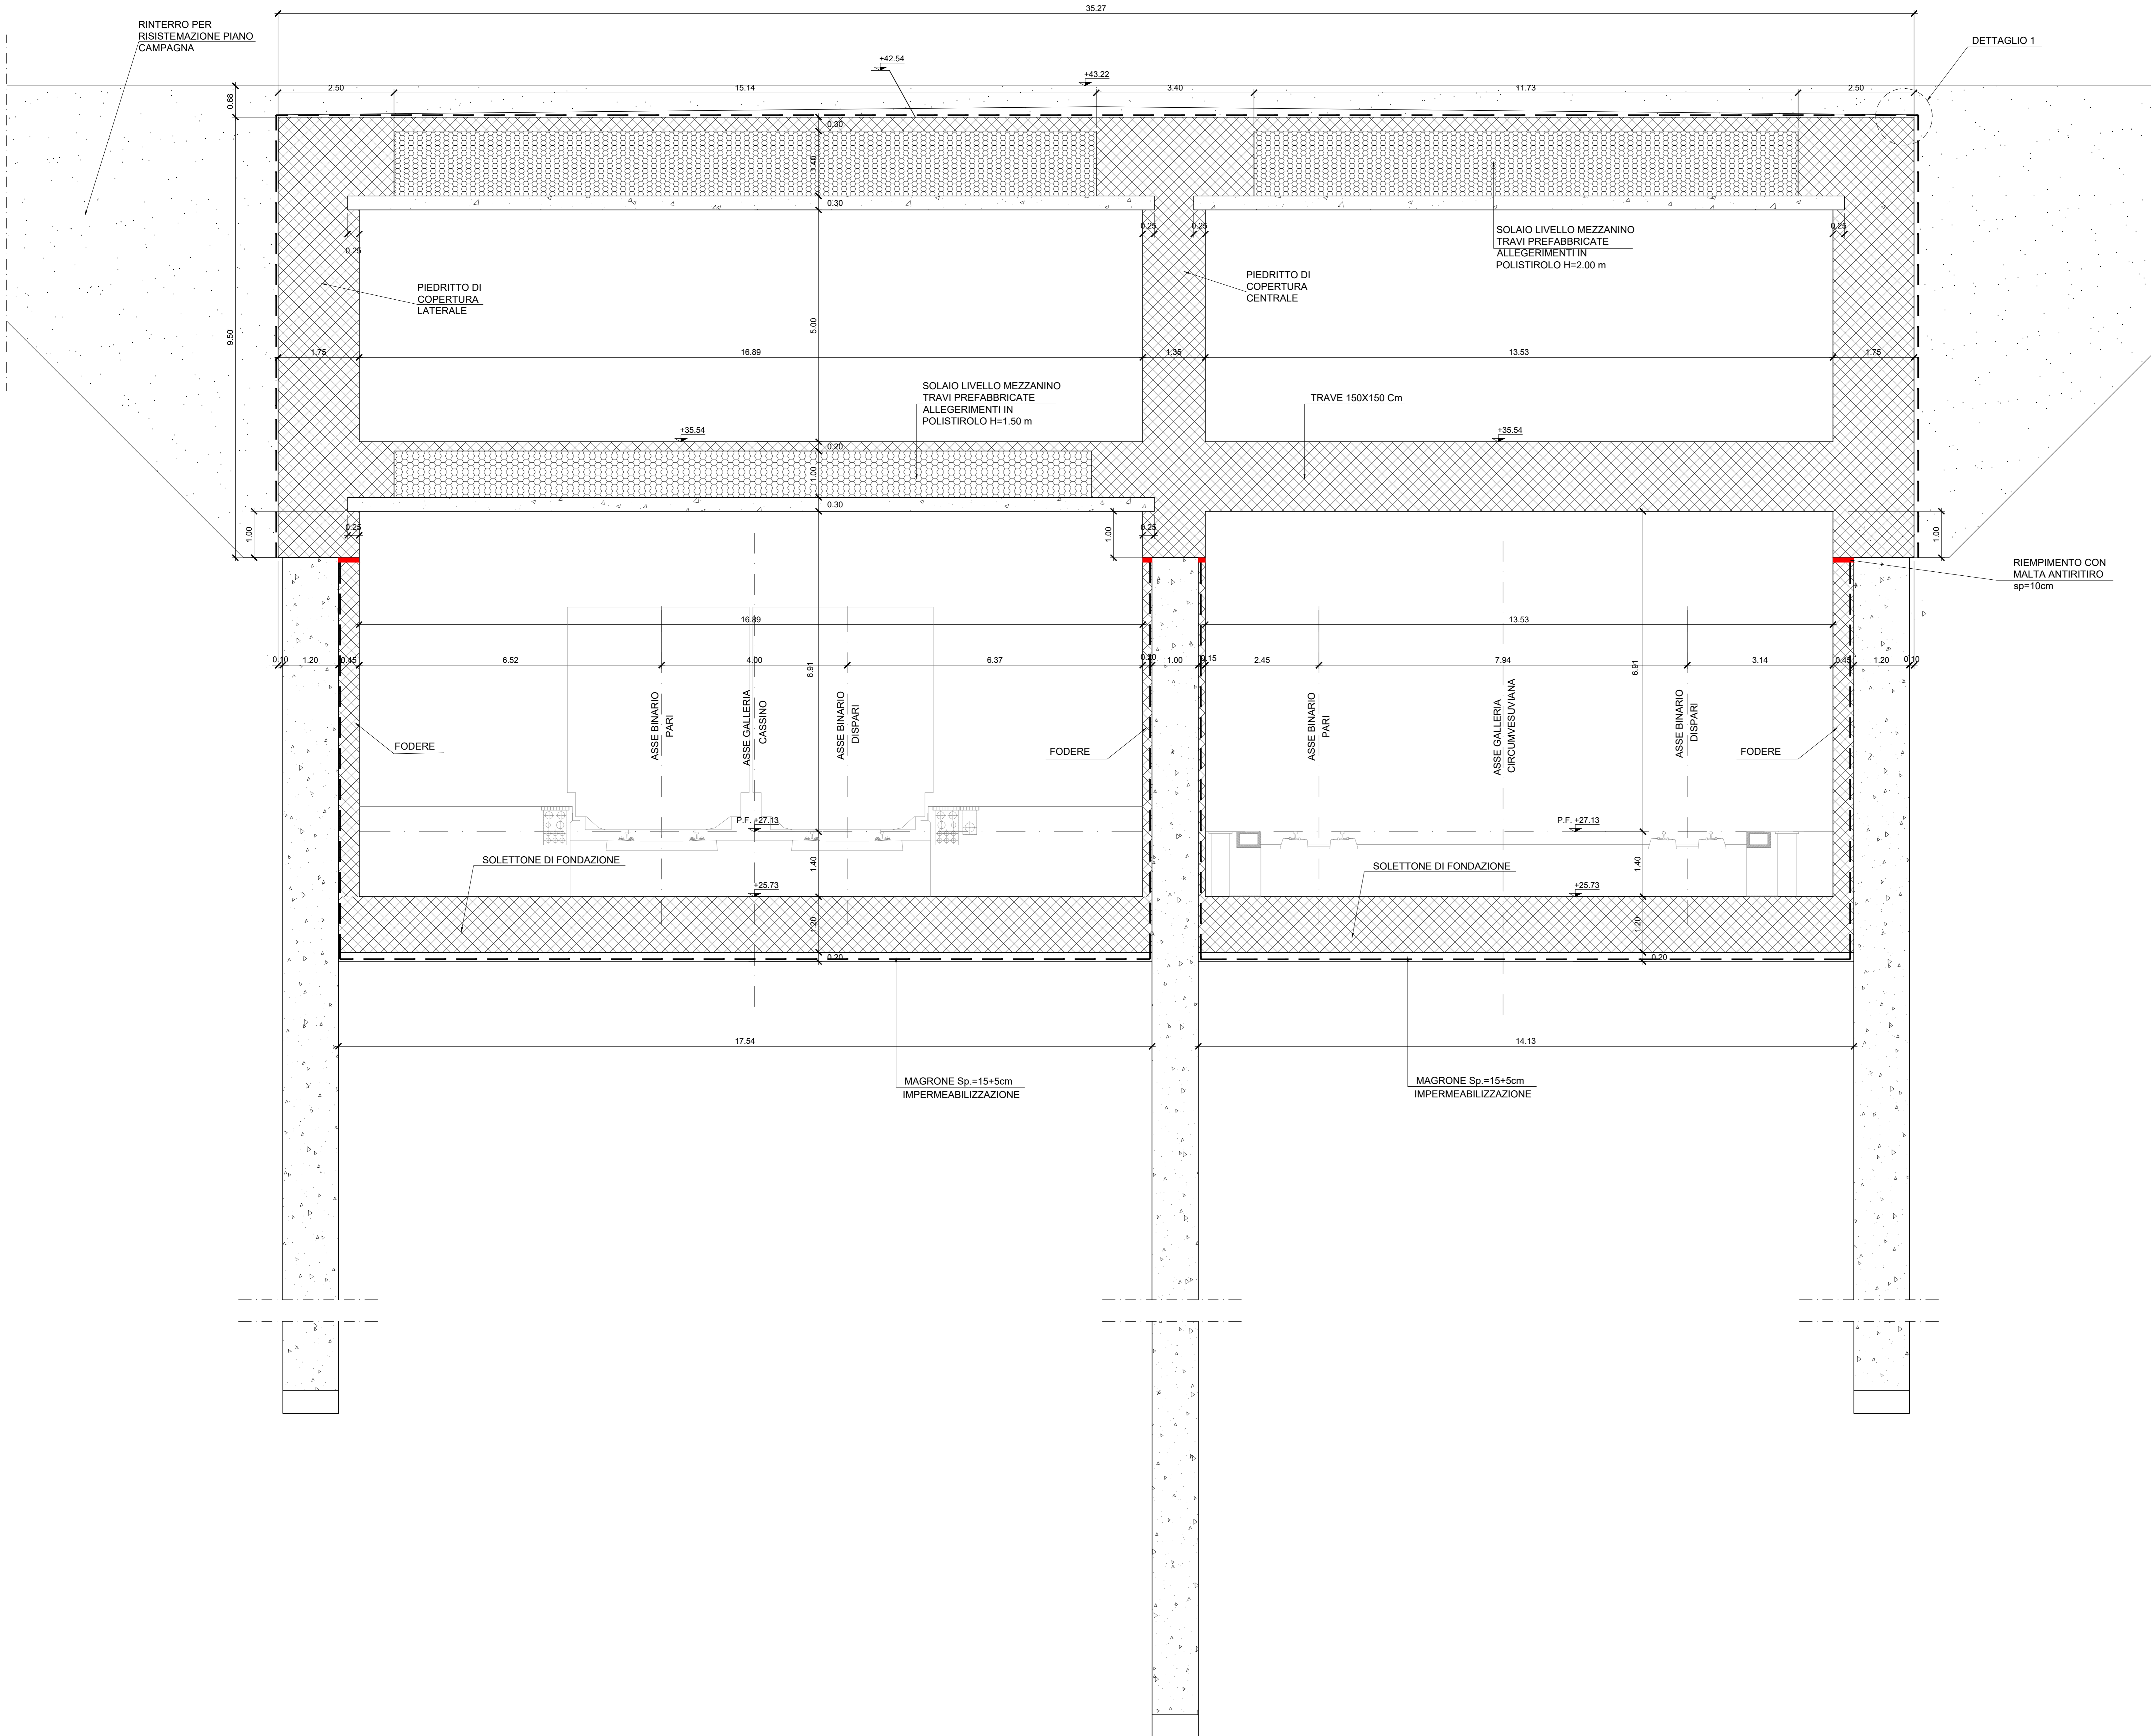 35.27
RINTERRO PER
RISISTEMAZIONE PIANO
CAMPAGNA
DETTAGLIO 1
+42.54
+43.22
0.68
2.50
15.14
3.40
11.73
2.50
0.30
1.40
0.30
0.25
0.25
0.25
0.25
SOLAIO LIVELLO MEZZANINO
TRAVI PREFABBRICATE
ALLEGERIMENTI IN
POLISTIROLO H=2.00 m
PIEDRITTO DI
COPERTURA
LATERALE
PIEDRITTO DI
COPERTURA
CENTRALE
9.50
5.00
1.75
16.89
1.35
13.53
1.75
SOLAIO LIVELLO MEZZANINO
TRAVI PREFABBRICATE
ALLEGERIMENTI IN
POLISTIROLO H=1.50 m
TRAVE 150X150 Cm
+35.54
+35.54
0.20
1.00
0.30
0.25
0.25
1.00
1.00
1.00
RIEMPIMENTO CON
MALTA ANTIRITIRO
sp=10cm
16.89
13.53
0.10
1.20
0.45
6.52
4.00
6.37
0.20
1.00
0.15
2.45
7.94
3.14
0.45
1.20
0.10
6.91
6.91
ASSE BINARIO
PARI
ASSE GALLERIA
CASSINO
ASSE BINARIO
DISPARI
ASSE BINARIO
PARI
ASSE GALLERIA
CIRCUMVESUVIANA
ASSE BINARIO
DISPARI
FODERE
FODERE
FODERE
P.F. +27.13
P.F. +27.13
SOLETTONE DI FONDAZIONE
SOLETTONE DI FONDAZIONE
1.40
1.40
+25.73
+25.73
1.20
1.20
0.20
0.20
17.54
14.13
MAGRONE Sp.=15+5cm
IMPERMEABILIZZAZIONE
MAGRONE Sp.=15+5cm
IMPERMEABILIZZAZIONE